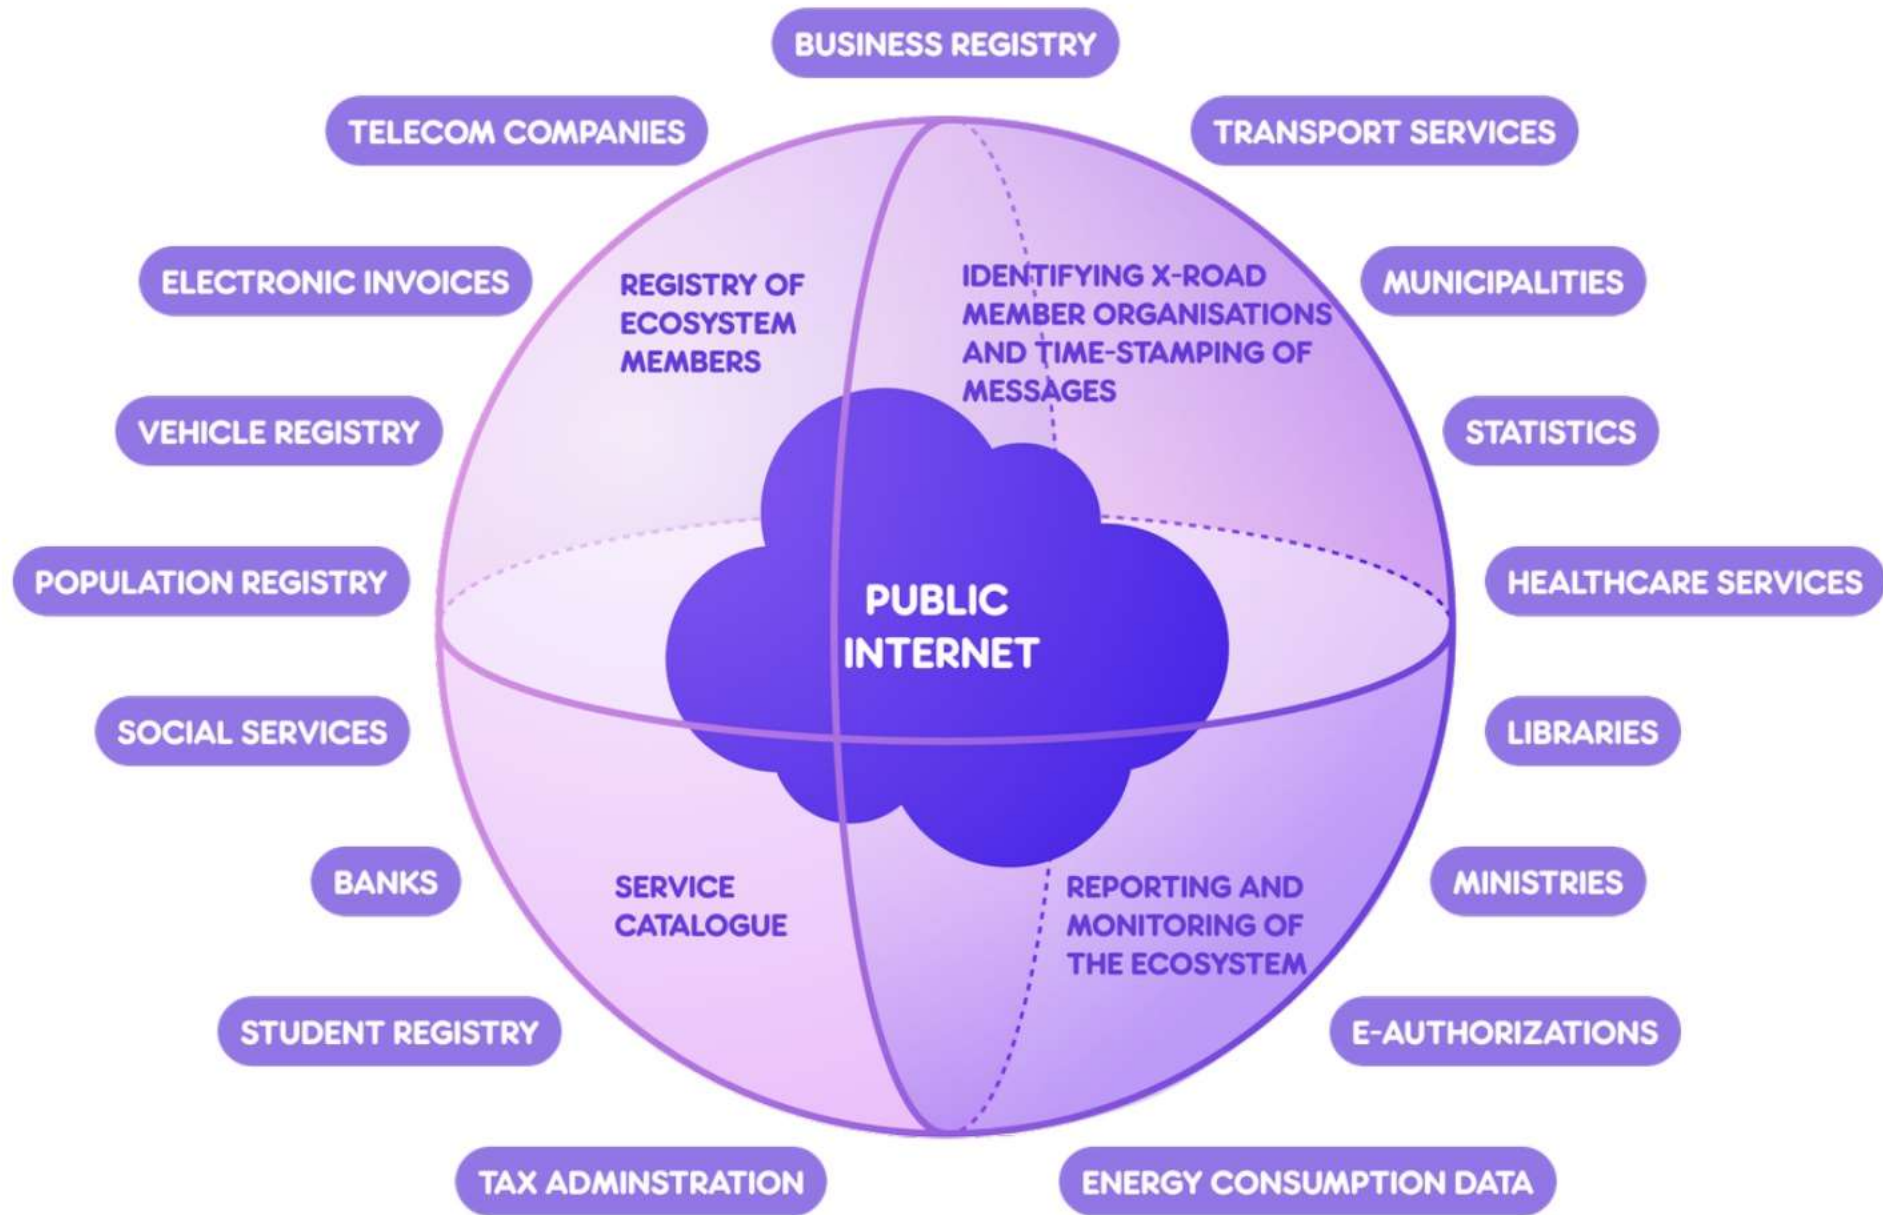 BUSINESS REGISTRY
TELECOM COMPANIES
TRANSPORT SERVICES
ELECTRONIC INVOICES
MUNICIPALITIES
REGISTRY OF
ECOSYSTEM
MEMBERS
IDENTIFYING X-ROAD
MEMBER ORGANISATIONS
AND TIME-STAMPING OF
MESSAGES
VEHICLE REGISTRY
STATISTICS
POPULATION REGISTRY
PUBLIC
INTERNET
HEALTHCARE SERVICES
SOCIAL SERVICES
LIBRARIES
BANKS
SERVICE
CATALOGUE
REPORTING AND
MONITORING OF
THE ECOSYSTEM
MINISTRIES
STUDENT REGISTRY
E-AUTHORIZATIONS
TAX ADMINSTRATION
ENERGY CONSUMPTION DATA